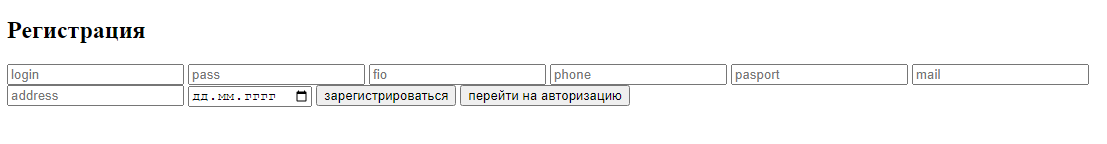 Регистрация
login pass fio phone pasport mail
address дд.мм.гггг зарегистрироваться перейти на авторизацию